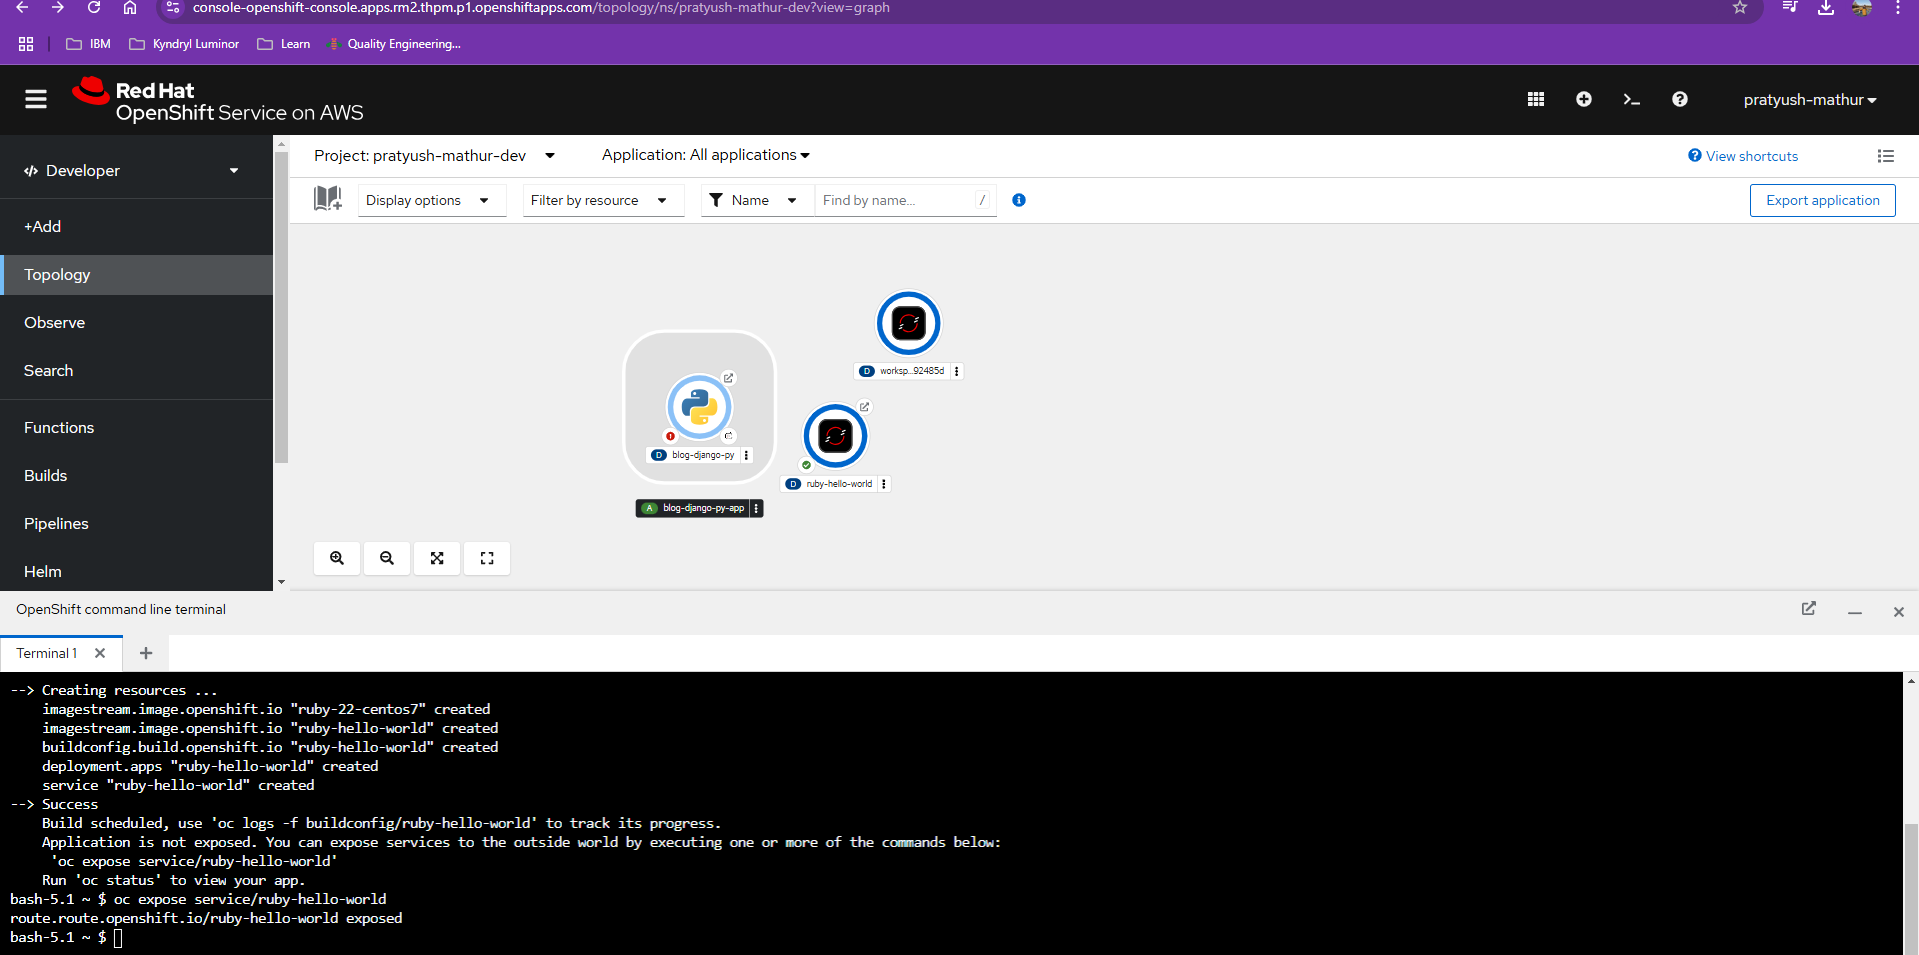 console-openshift-console.apps.rm2.thpm.p1.openshiftapps.com/topology/ns/pratyush-mathur-dev?view=graph
IBM
Kyndryl Luminor
Learn
Quality Engineering...
Red Hat
OpenShift Service on AWS
pratyush-mathur
Developer
+Add
Topology
Observe
Search
Functions
Builds
Pipelines
Helm
Project: pratyush-mathur-dev
Application: All applications
View shortcuts
Display options
Filter by resource
Name
Find by name...
/
Export application
D worksp...92485d
D blog-django-py
D ruby-hello-world
A blog-django-py-app
OpenShift command line terminal
Terminal 1
--> Creating resources ...
imagestream.image.openshift.io "ruby-22-centos7" created
imagestream.image.openshift.io "ruby-hello-world" created
buildconfig.build.openshift.io "ruby-hello-world" created
deployment.apps "ruby-hello-world" created
service "ruby-hello-world" created
--> Success
Build scheduled, use 'oc logs -f buildconfig/ruby-hello-world' to track its progress.
Application is not exposed. You can expose services to the outside world by executing one or more of the commands below:
'oc expose service/ruby-hello-world'
Run 'oc status' to view your app.
bash-5.1 ~ $ oc expose service/ruby-hello-world
route.route.openshift.io/ruby-hello-world exposed
bash-5.1 ~ $